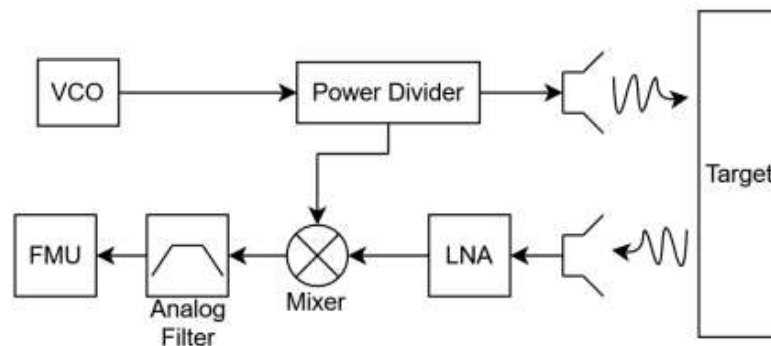 VCO
Power Divider
Target
FMU
Analog
Filter
Mixer
LNA